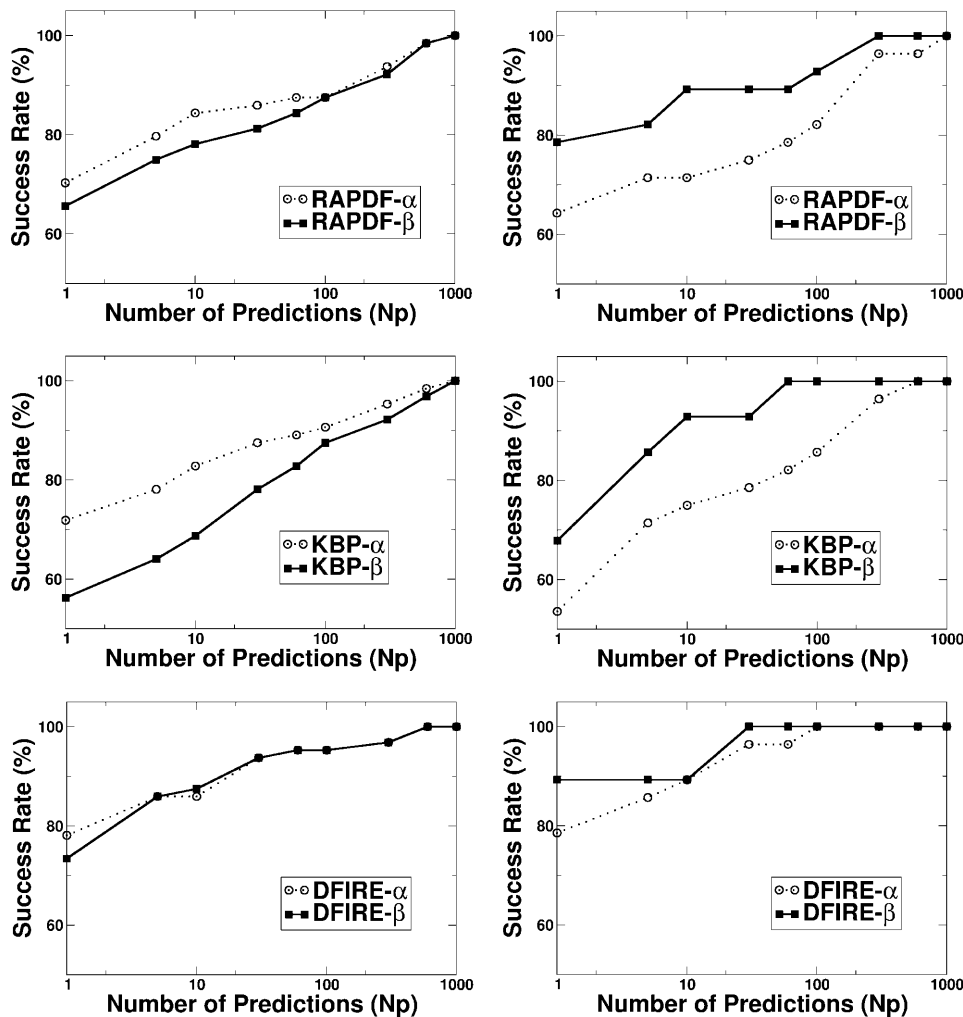 100
80
60
Success Rate (%)
RAPDF-α
RAPDF-β
1 10 100 1000
Number of Predictions (Np)
100
80
60
Success Rate (%)
RAPDF-α
RAPDF-β
1 10 100 1000
Number of Predictions (Np)
100
80
60
Success Rate (%)
KBP-α
KBP-β
1 10 100 1000
Number of Predictions (Np)
100
80
60
Success Rate (%)
KBP-α
KBP-β
1 10 100 1000
Number of Predictions (Np)
100
80
60
Success Rate (%)
DFIRE-α
DFIRE-β
1 10 100 1000
Number of Predictions (Np)
100
80
60
Success Rate (%)
DFIRE-α
DFIRE-β
1 10 100 1000
Number of Predictions (Np)